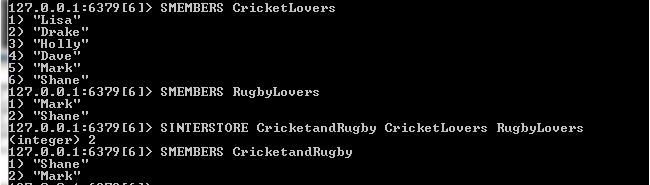 127.0.0.1:6379[6]> SMEMBERS CricketLovers
1) "Lisa"
2) "Drake"
3) "Holly"
4) "Dave"
5) "Mark"
6) "Shane"
127.0.0.1:6379[6]> SMEMBERS RugbyLovers
1) "Mark"
2) "Shane"
127.0.0.1:6379[6]> SINTERSTORE CricketandRugby CricketLovers RugbyLovers
(integer) 2
127.0.0.1:6379[6]> SMEMBERS CricketandRugby
1) "Shane"
2) "Mark"